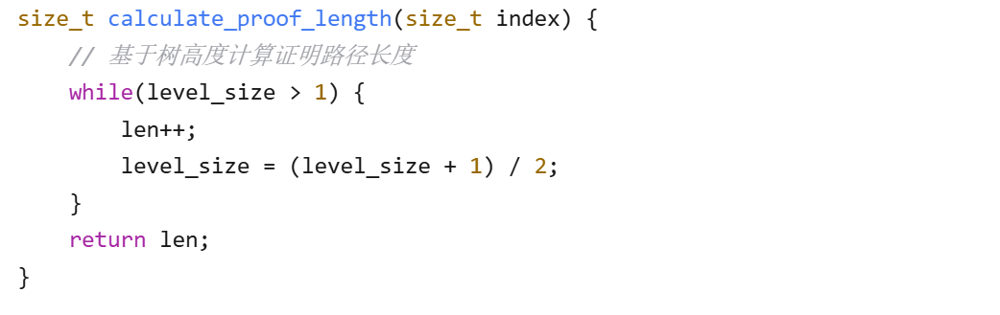 size_t calculate_proof_length(size_t index) {
    // 基于树高度计算证明路径长度
    while(level_size > 1) {
        len++;
        level_size = (level_size + 1) / 2;
    }
    return len;
}